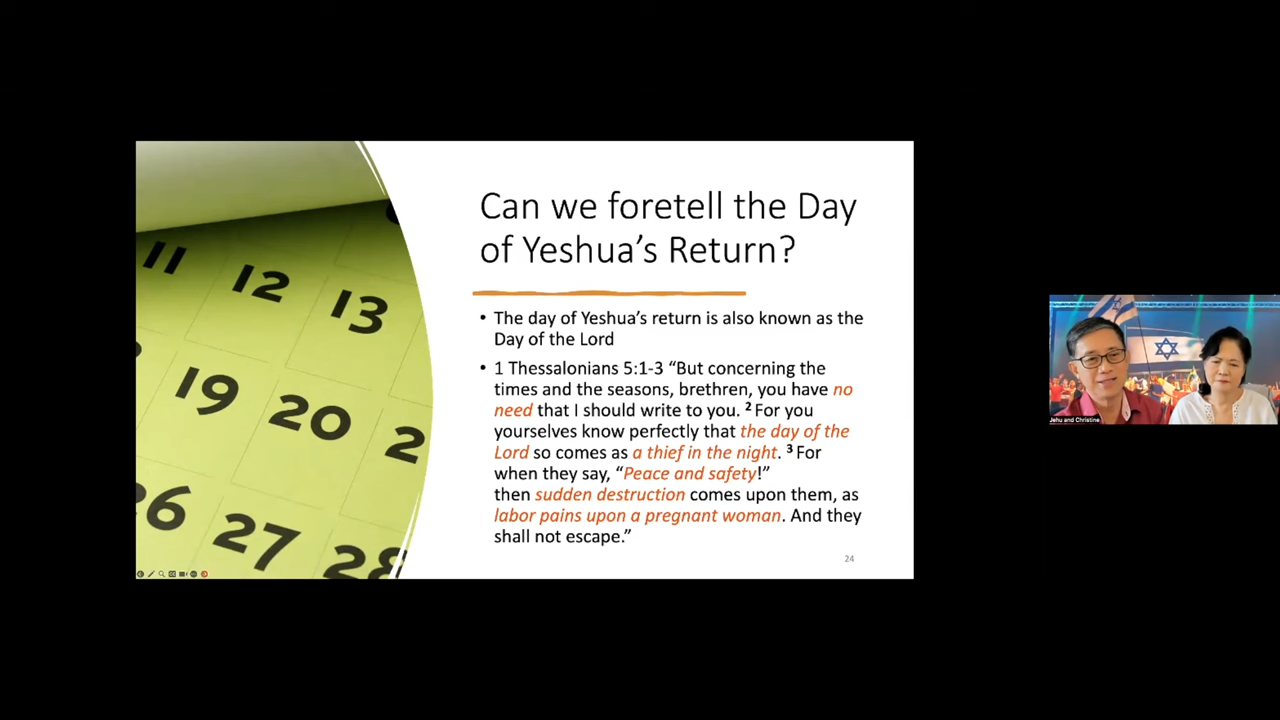 Can we foretell the Day
of Yeshua’s Return?
• The day of Yeshua’s return is also known as the
Day of the Lord
• 1 Thessalonians 5:1-3 “But concerning the
times and the seasons, brethren, you have no
need that I should write to you. ² For you
yourselves know perfectly that the day of the
Lord so comes as a thief in the night. ³ For
when they say, “Peace and safety!”
then sudden destruction comes upon them, as
labor pains upon a pregnant woman. And they
shall not escape.”
24
11 12 13
19 20 2
26 27 28
Jehu and Christine